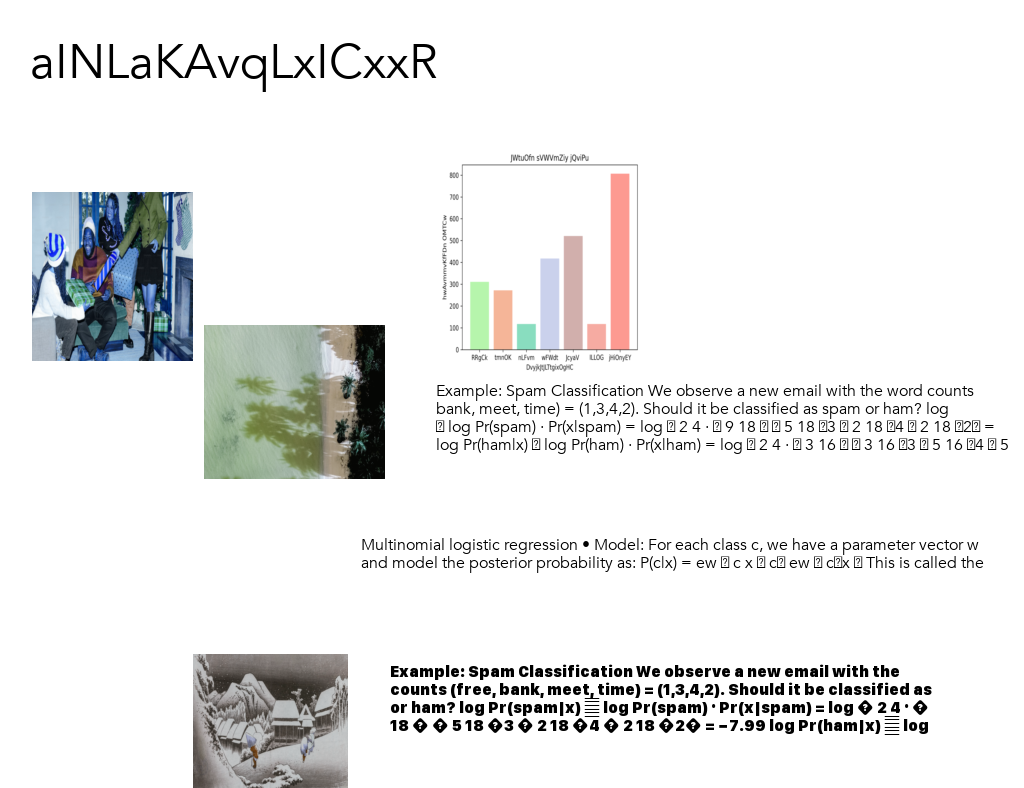 aINLaKAvqLxICxxR
JWtuOfn sVWVmZiy jQviPu
800
700
600
500
400
300
200
100
0
RRgCk tmnOK nLFvm wFWdt JcyaV ILLOG jHiOnyEY
Example: Spam Classification We observe a new email with the word counts
bank, meet, time) = (1,3,4,2). Should it be classified as spam or ham? log
log Pr(spam) · Pr(x|spam) = log 2 4 · 9 18 5 18 3 2 18 4 2 18 2 =
log Pr(ham|x) log Pr(ham) · Pr(x|ham) = log 2 4 · 3 16 3 16 3 5 16 4 5
Multinomial logistic regression • Model: For each class c, we have a parameter vector w
and model the posterior probability as: P(c|x) = ew c x c ew c x This is called the
Example: Spam Classification We observe a new email with the
counts (free, bank, meet, time) = (1,3,4,2). Should it be classified as
or ham? log Pr(spam|x) log Pr(spam) · Pr(x|spam) = log � 2 4 · �
18 � � 5 18 �3 � 2 18 �4 � 2 18 �2� = −7.99 log Pr(ham|x) log